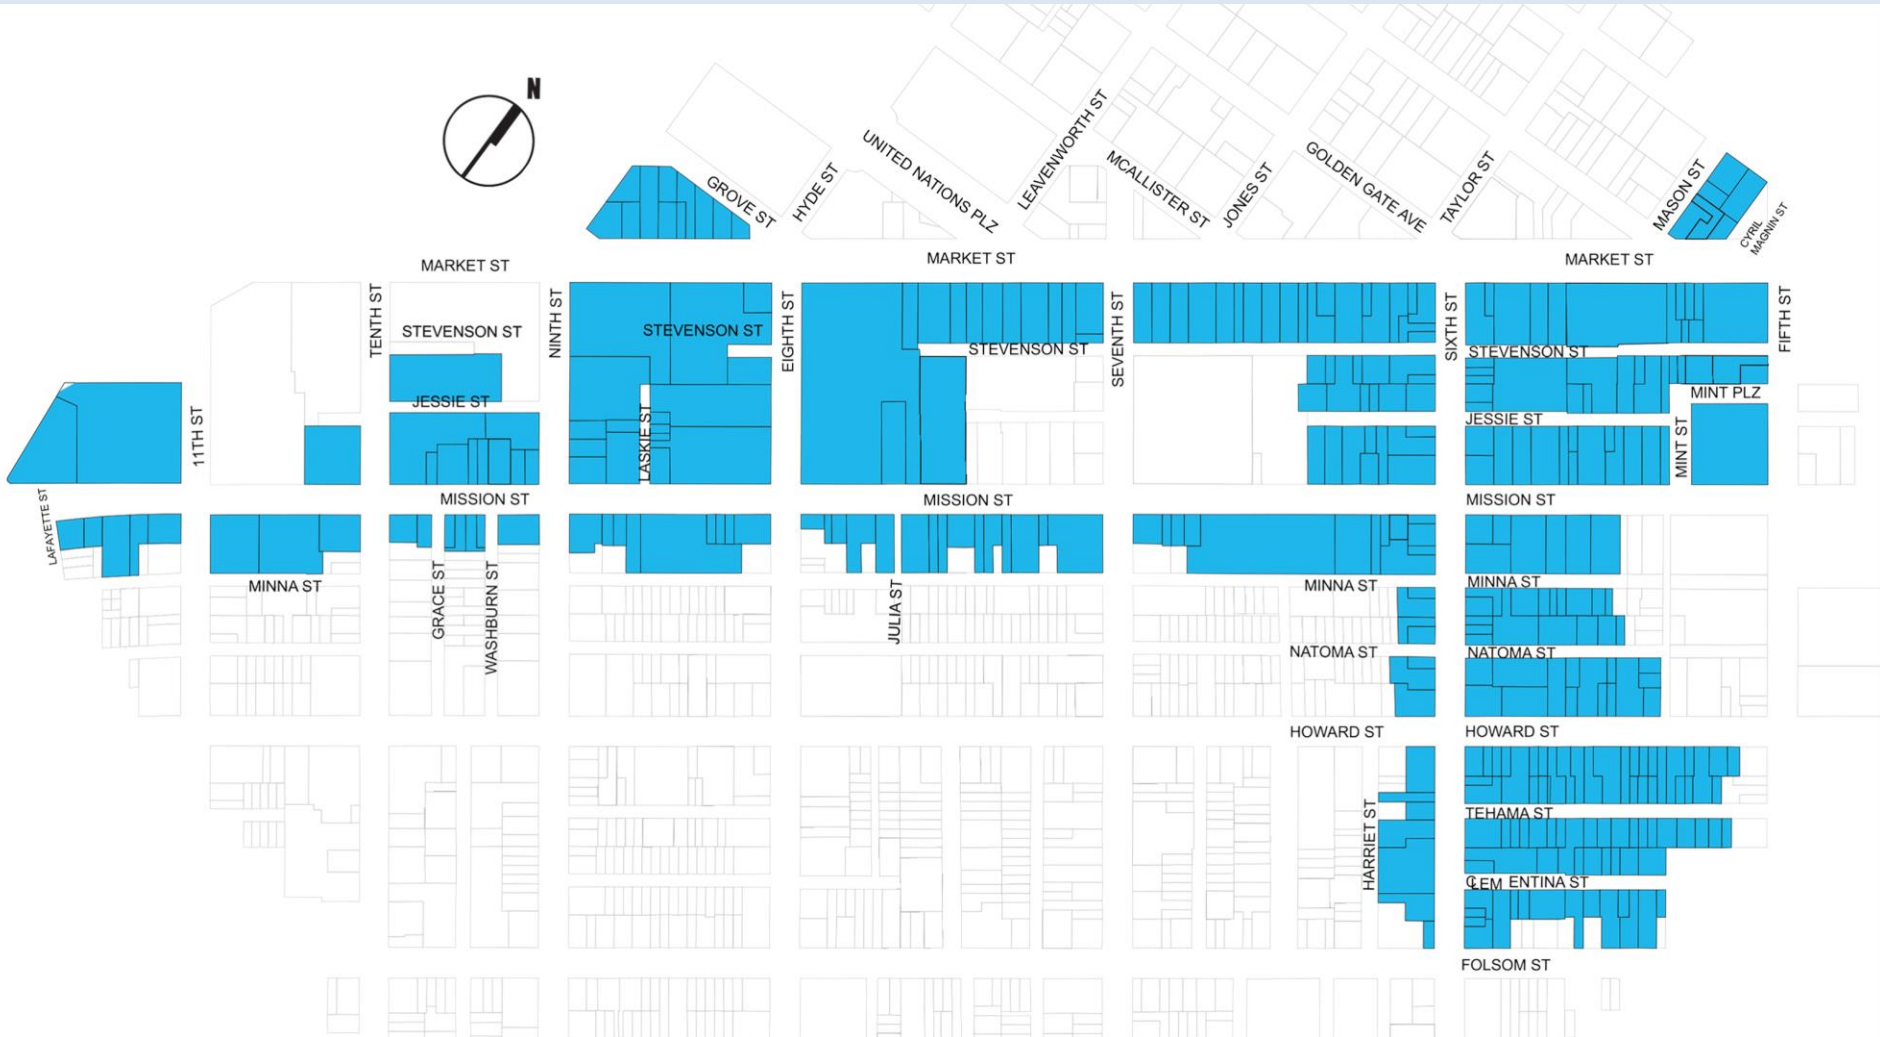 N
GROVE ST
HYDE ST
UNITED NATIONS PLZ
LEAVENWORTH ST
MCALLISTER ST
JONES ST
GOLDEN GATE AVE
TAYLOR ST
MASON ST
CYRIL
MAGNIN ST
MARKET ST
MARKET ST
MARKET ST
TENTH ST
NINTH ST
EIGHTH ST
SEVENTH ST
SIXTH ST
FIFTH ST
STEVENSON ST
STEVENSON ST
STEVENSON ST
STEVENSON ST
JESSIE ST
MINT PLZ
JESSIE ST
11TH ST
LASKIE ST
MINT ST
LAFAYETTE ST
MISSION ST
MISSION ST
MISSION ST
MINNA ST
GRACE ST
WASHBURN ST
JULIA ST
MINNA ST
MINNA ST
NATOMA ST
NATOMA ST
HOWARD ST
HOWARD ST
HARRIET ST
TEHAMA ST
CLEM ENTINA ST
FOLSOM ST